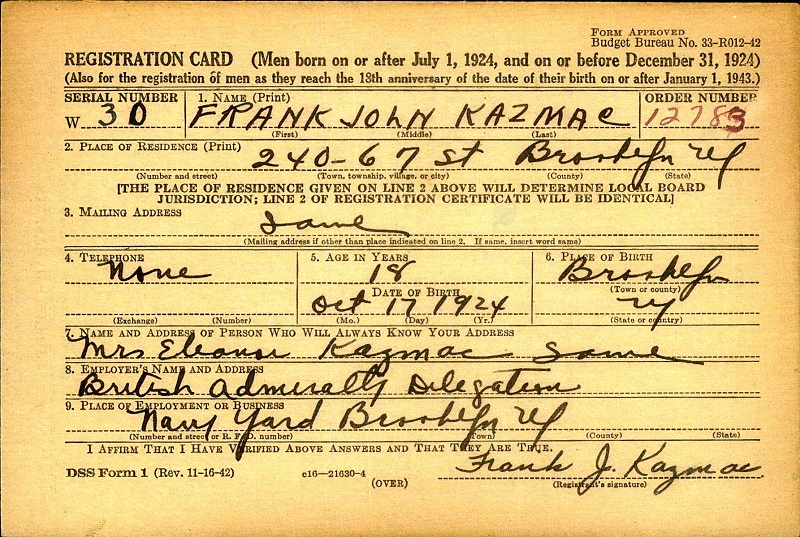 FORM APPROVED
Budget Bureau No. 33-R012-42
REGISTRATION CARD (Men born on or after July 1, 1924, and on or before December 31, 1924)
(Also for the registration of men as they reach the 18th anniversary of the date of their birth on or after January 1, 1943.)
SERIAL NUMBER 1. NAME (Print) ORDER NUMBER
W 30 FRANK JOHN KAZMAC 12783
(First) (Middle) (Last)
2. PLACE OF RESIDENCE (Print)
240-67 St Brooklyn NY
(Number and street) (Town, township, village, or city) (County) (State)
[THE PLACE OF RESIDENCE GIVEN ON LINE 2 ABOVE WILL DETERMINE LOCAL BOARD
JURISDICTION; LINE 2 OF REGISTRATION CERTIFICATE WILL BE IDENTICAL]
3. MAILING ADDRESS
Same
(Mailing address if other than place indicated on line 2. If same, insert word same)
4. TELEPHONE 5. AGE IN YEARS 6. PLACE OF BIRTH
None 18 Brooklyn
DATE OF BIRTH (Town or county)
Oct 17 1924 NY
(Exchange) (Number) (Mo.) (Day) (Yr.) (State or country)
7. NAME AND ADDRESS OF PERSON WHO WILL ALWAYS KNOW YOUR ADDRESS
Mrs Eleanor Kazmac Same
8. EMPLOYER'S NAME AND ADDRESS
British Admiralty Delegation
9. PLACE OF EMPLOYMENT OR BUSINESS
Navy Yard Brooklyn NY
(Number and street or R. F. D. number) (Town) (County) (State)
I AFFIRM THAT I HAVE VERIFIED ABOVE ANSWERS AND THAT THEY ARE TRUE.
Frank J. Kazmac
DSS Form 1 (Rev. 11-16-42) c16—21630-4
(OVER) (Registrant's signature)